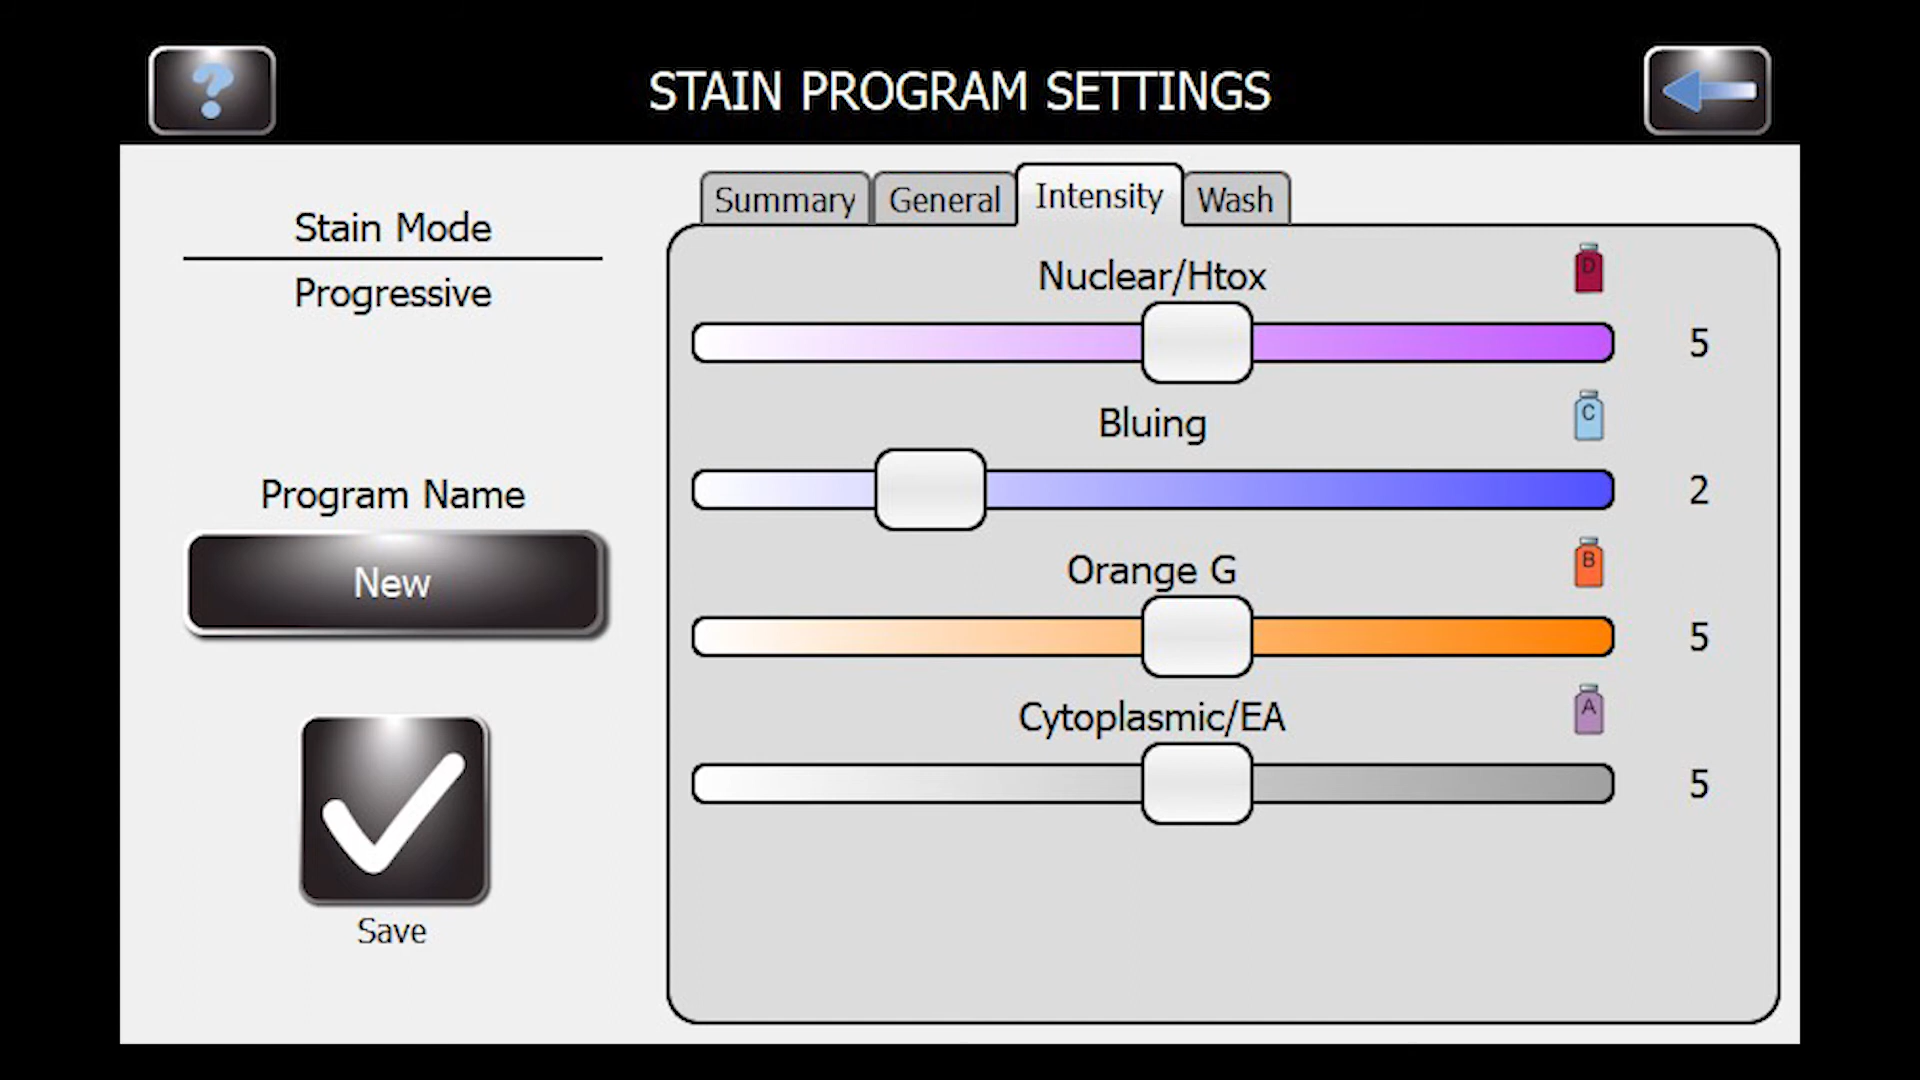 ?
STAIN PROGRAM SETTINGS
Stain Mode
Progressive
Program Name
New
Save
Summary
General
Intensity
Wash
Nuclear/Htox
D
5
Bluing
C
2
Orange G
B
5
Cytoplasmic/EA
A
5